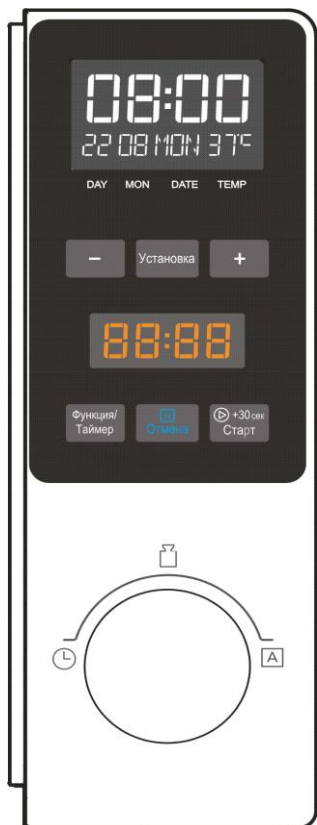 08:00
22 08 MON 37°C
DAY MON DATE TEMP
− Установка +
88:88
Функция/ Таймер
Отмена
+30 сек Старт
A